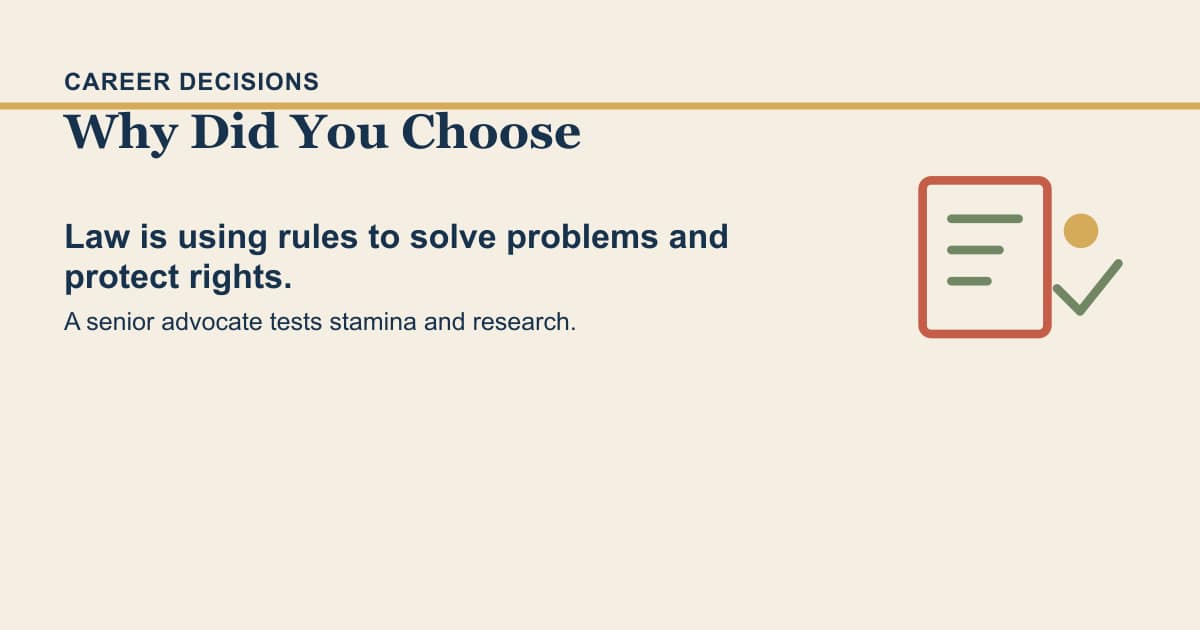 CAREER DECISIONS
Why Did You Choose
Law is using rules to solve problems and
protect rights.
A senior advocate tests stamina and research.